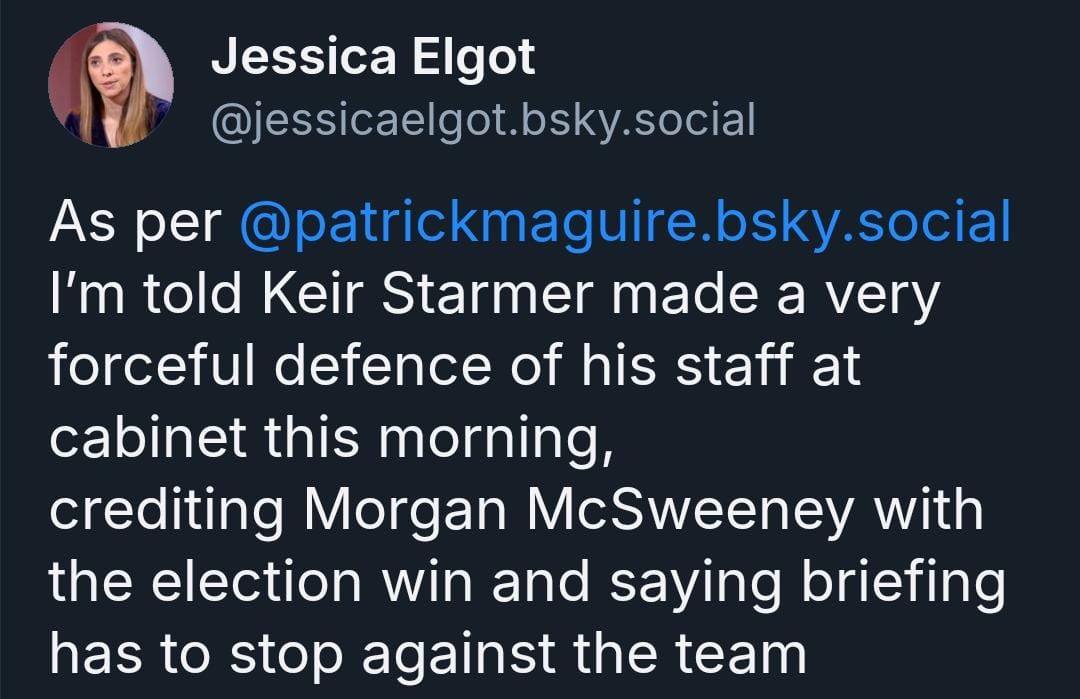 Jessica Elgot
@jessicaelgot.bsky.social
As per @patrickmaguire.bsky.social
I’m told Keir Starmer made a very
forceful defence of his staff at
cabinet this morning,
crediting Morgan McSweeney with
the election win and saying briefing
has to stop against the team